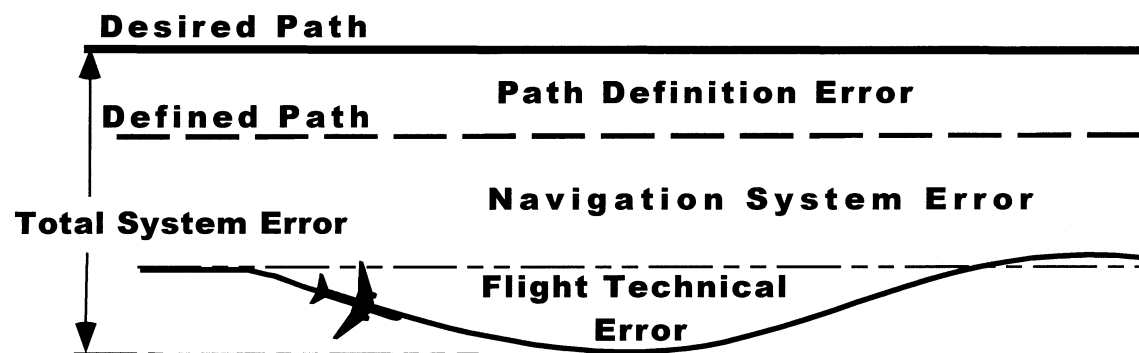 Desired Path
Path Definition Error
Defined Path
Navigation System Error
Total System Error
Flight Technical
Error